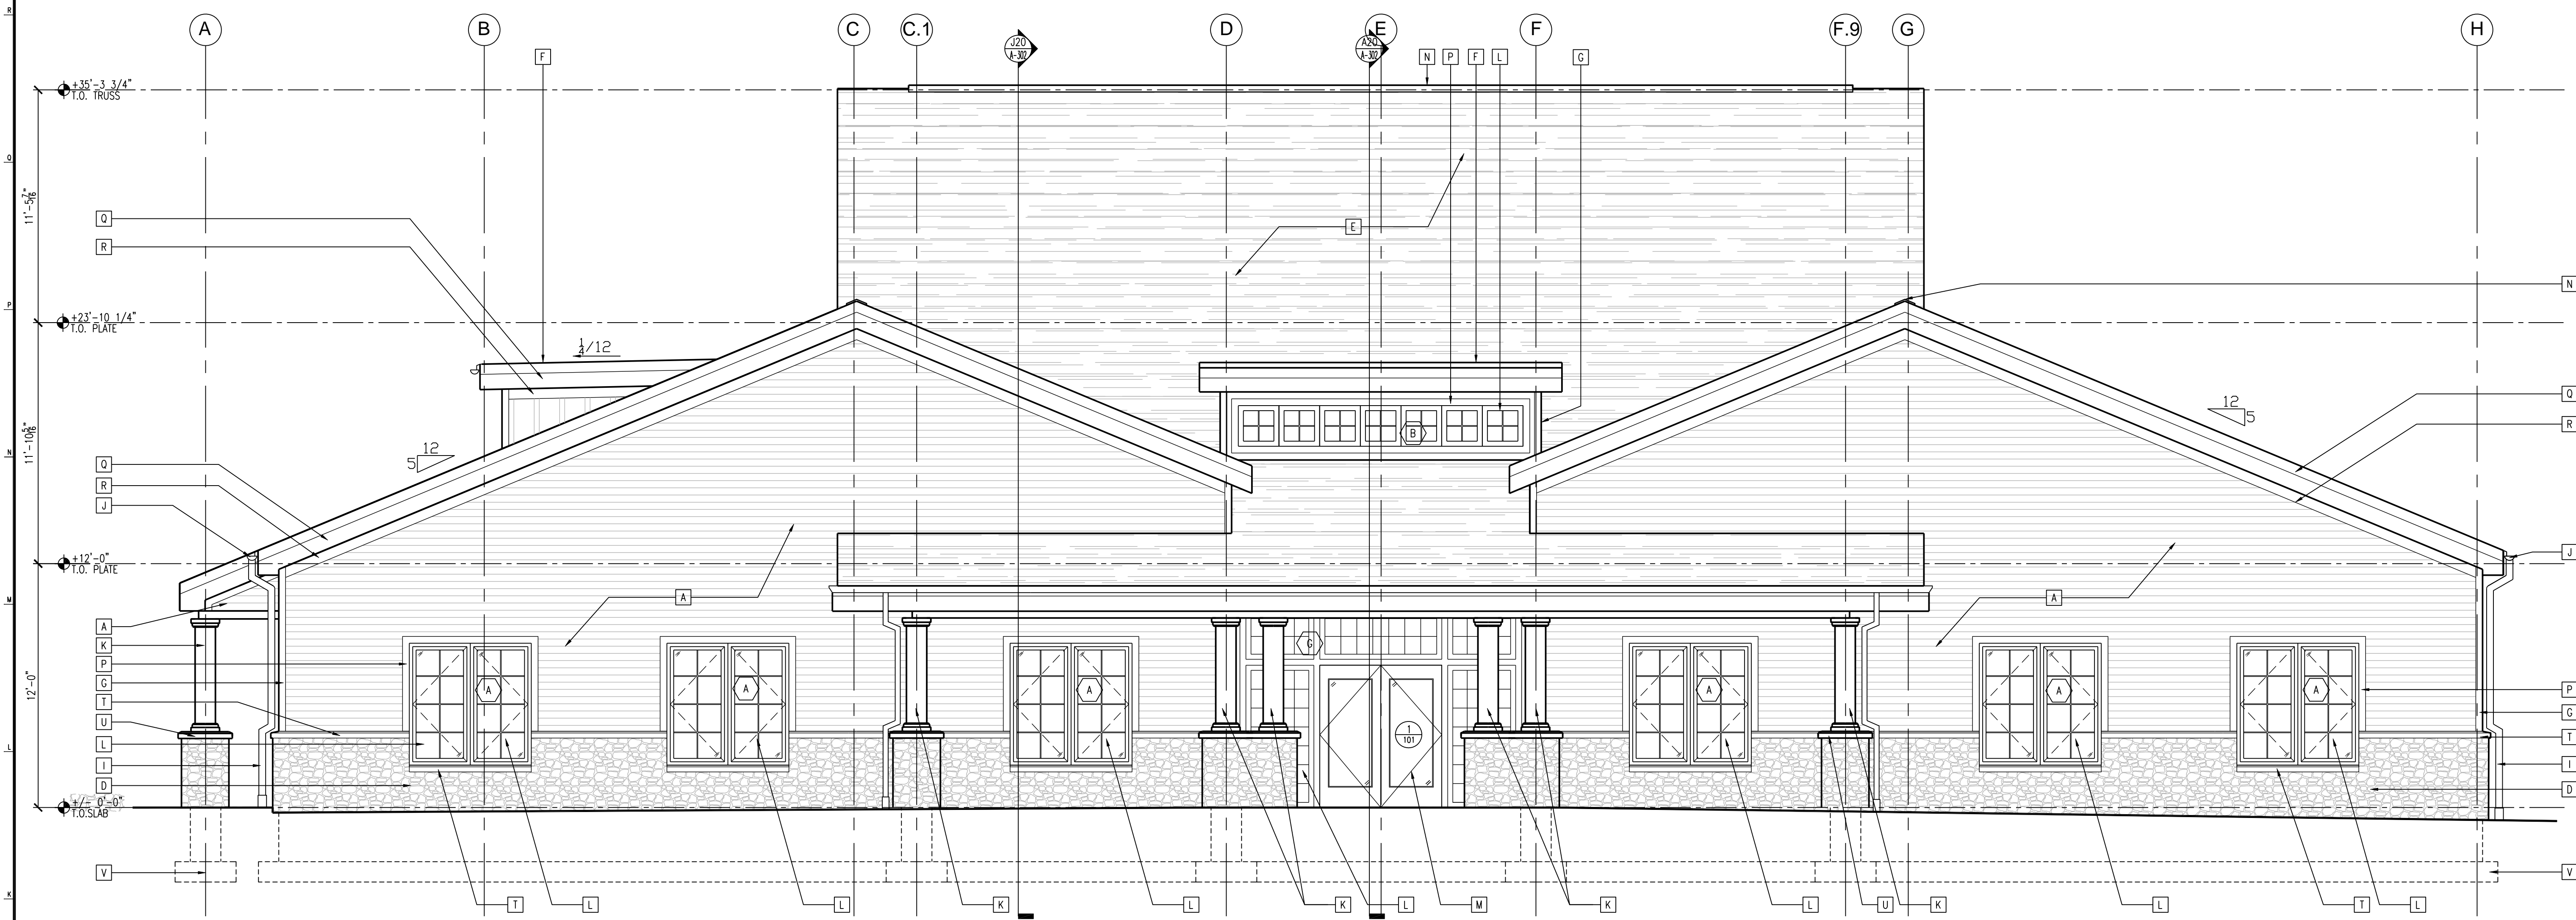 A B C C.1 D E F F.9 G H
J20 A-302
A20 A-302
F N P F L G
R
Q
P
N
M
L
K
+35'-3 3/4"
T.O. TRUSS
11'-5 7/16"
Q
R
E
N
+23'-10 1/4"
T.O. PLATE
1/4/12
11'-10 5/16"
12
5
B
12
5
Q
R
Q
R
J
+12'-0"
T.O. PLATE
J
A
A
A
K
P
G
T
U
L
I
D
12'-0"
G
A A A A A A
1
101
P
G
T
I
D
+/- 0'-0"
T.O.SLAB
V
V
T L L K L K L M K L U K L T L